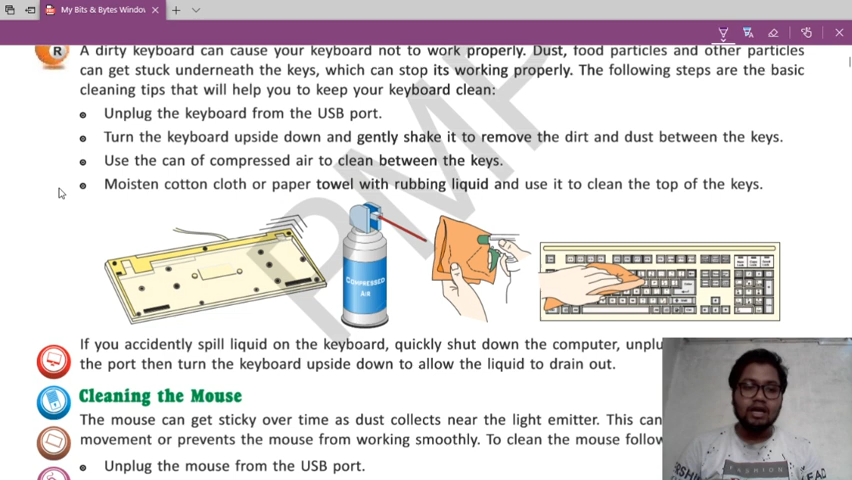 My Bits & Bytes Window
R
A dirty keyboard can cause your keyboard not to work properly. Dust, food particles and other particles
can get stuck underneath the keys, which can stop its working properly. The following steps are the basic
cleaning tips that will help you to keep your keyboard clean:
Unplug the keyboard from the USB port.
Turn the keyboard upside down and gently shake it to remove the dirt and dust between the keys.
Use the can of compressed air to clean between the keys.
Moisten cotton cloth or paper towel with rubbing liquid and use it to clean the top of the keys.
COMPRESSED
AIR
If you accidently spill liquid on the keyboard, quickly shut down the computer, unplu
the port then turn the keyboard upside down to allow the liquid to drain out.
Cleaning the Mouse
The mouse can get sticky over time as dust collects near the light emitter. This can
movement or prevents the mouse from working smoothly. To clean the mouse follow
Unplug the mouse from the USB port.
FASHION